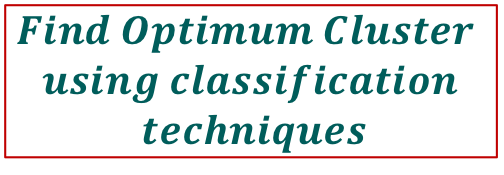 Find Optimum Cluster
using classification
techniques